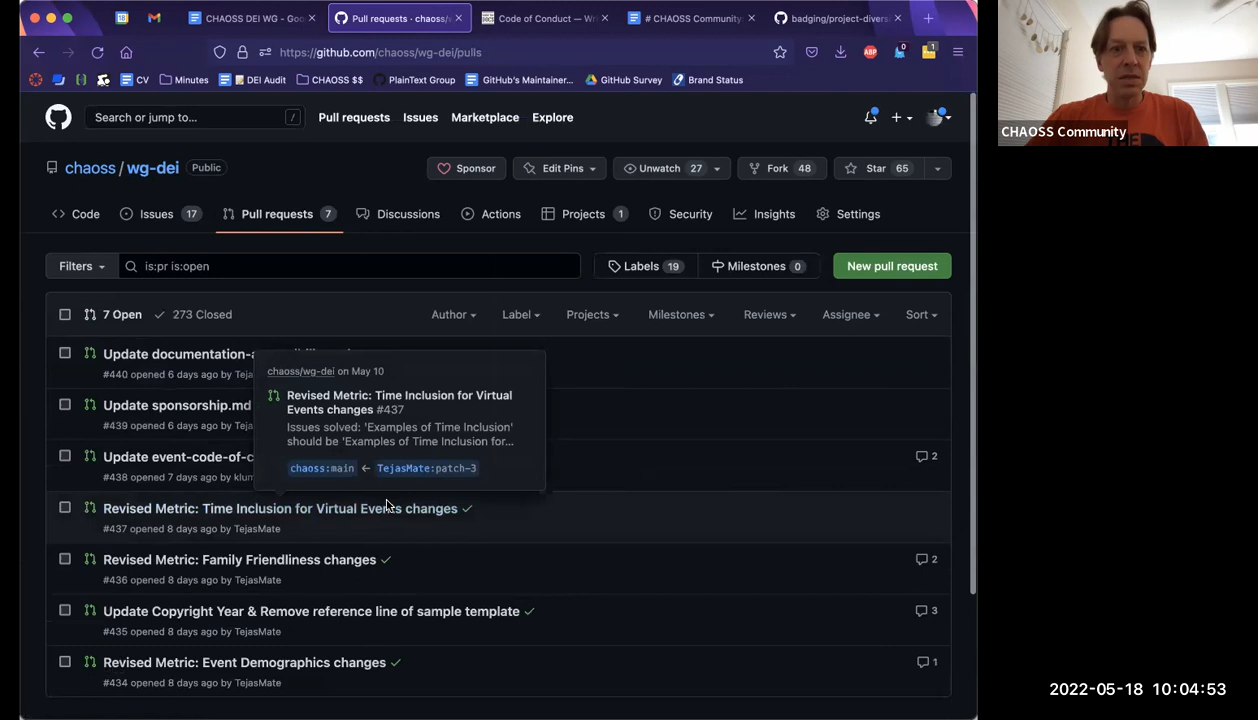 CHAOSS DEI WG - Goo
Pull requests · chaoss/w
Code of Conduct — Wr
# CHAOSS Community:
badging/project-divers
https://github.com/chaoss/wg-dei/pulls
ABP
0
1
CV
Minutes
DEI Audit
CHAOSS $$
PlainText Group
GitHub's Maintainer...
GitHub Survey
Brand Status
Search or jump to...
/
Pull requests
Issues
Marketplace
Explore
chaoss / wg-dei
Public
Sponsor
Edit Pins
Unwatch 27
Fork 48
Star 65
Code
Issues 17
Pull requests 7
Discussions
Actions
Projects 1
Security
Insights
Settings
Filters
is:pr is:open
Labels 19
Milestones 0
New pull request
7 Open
273 Closed
Author
Label
Projects
Milestones
Reviews
Assignee
Sort
Update documentation-a
#440 opened 6 days ago by Teja
Update sponsorship.md
#439 opened 6 days ago by Teja
Update event-code-of-c
#438 opened 7 days ago by klum
2
chaoss/wg-dei on May 10
Revised Metric: Time Inclusion for Virtual
Events changes #437
Issues solved: 'Examples of Time Inclusion'
should be 'Examples of Time Inclusion for...
chaoss:main ← TejasMate:patch-3
Revised Metric: Time Inclusion for Virtual Events changes
#437 opened 8 days ago by TejasMate
Revised Metric: Family Friendliness changes
#436 opened 8 days ago by TejasMate
2
Update Copyright Year & Remove reference line of sample template
#435 opened 8 days ago by TejasMate
3
Revised Metric: Event Demographics changes
#434 opened 8 days ago by TejasMate
1
CHAOSS Community
THE
2022-05-18 10:04:53